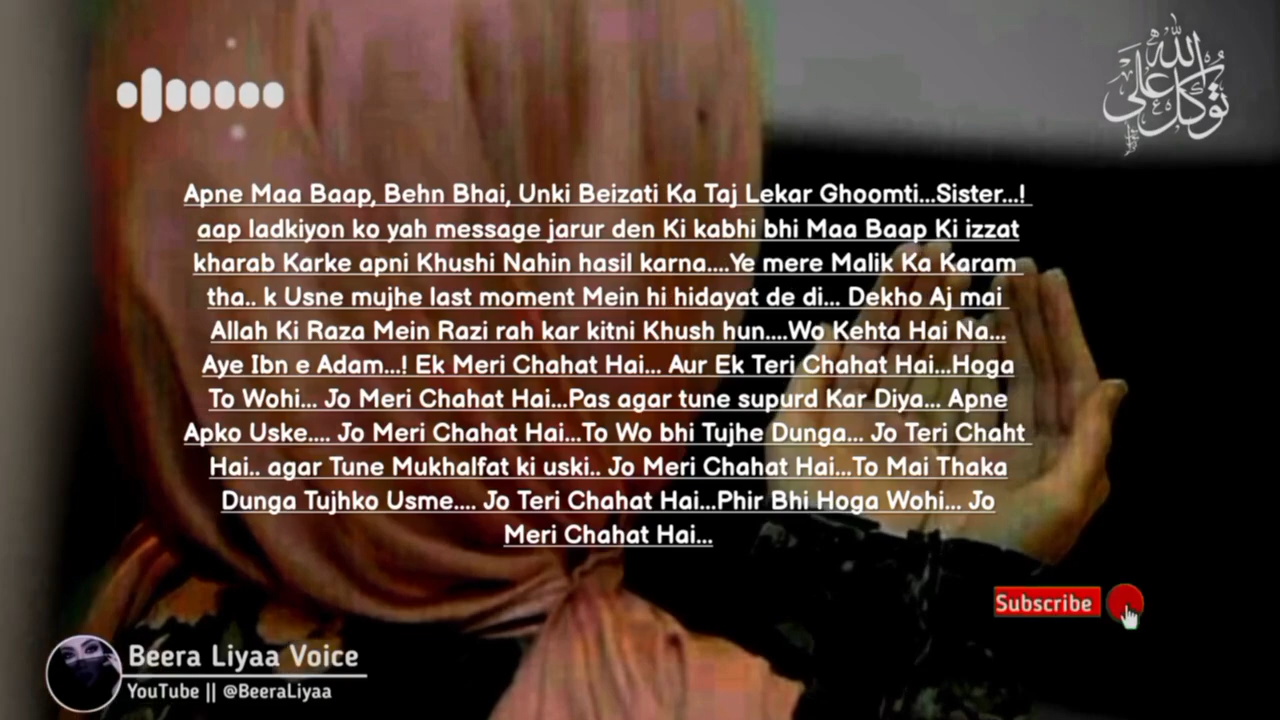 توكل على الله
Apne Maa Baap, Behn Bhai, Unki Beizati Ka Taj Lekar Ghoomti...Sister...!
aap ladkiyon ko yah message jarur den Ki kabhi bhi Maa Baap Ki izzat
kharab Karke apni Khushi Nahin hasil karna....Ye mere Malik Ka Karam
tha.. k Usne mujhe last moment Mein hi hidayat de di... Dekho Aj mai
Allah Ki Raza Mein Razi rah kar kitni Khush hun....Wo Kehta Hai Na...
Aye Ibn e Adam...! Ek Meri Chahat Hai... Aur Ek Teri Chahat Hai...Hoga
To Wohi... Jo Meri Chahat Hai...Pas agar tune supurd Kar Diya... Apne
Apko Uske.... Jo Meri Chahat Hai...To Wo bhi Tujhe Dunga... Jo Teri Chaht
Hai.. agar Tune Mukhalfat ki uski.. Jo Meri Chahat Hai...To Mai Thaka
Dunga Tujhko Usme.... Jo Teri Chahat Hai...Phir Bhi Hoga Wohi... Jo
Meri Chahat Hai...
Subscribe
Beera Liyaa Voice
YouTube || @BeeraLiyaa